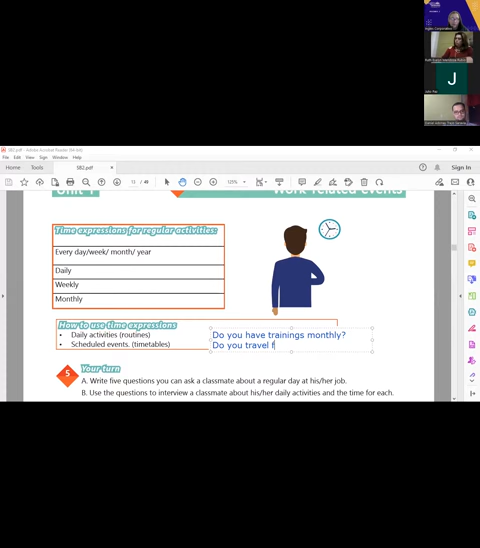 J
SB2.pdf - Adobe Acrobat Reader (64-bit)
File Edit View Sign Window Help
Home Tools SB2.pdf × Sign In
13 / 48 125%
Unit 1 Work-related events
Time expressions for regular activities:
Every day/week/ month/ year
Daily
Weekly
Monthly
How to use time expressions
• Daily activities (routines)
• Scheduled events. (timetables)
Do you have trainings monthly?
Do you travel f
5 Your turn
A. Write five questions you can ask a classmate about a regular day at his/her job.
B. Use the questions to interview a classmate about his/her daily activities and the time for each.